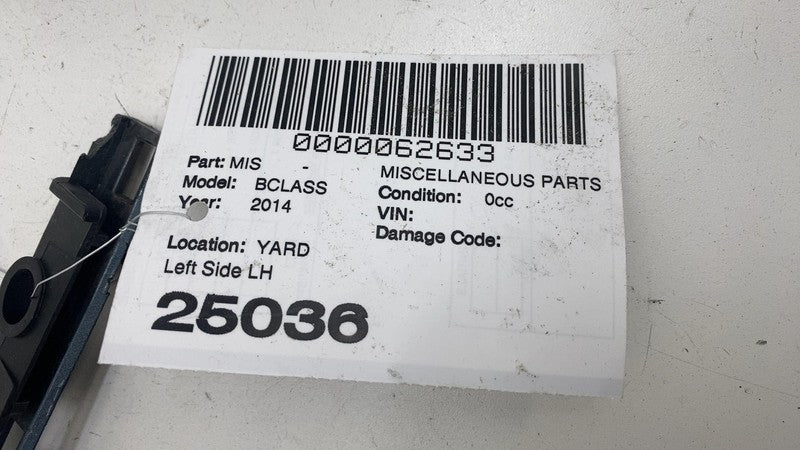 0000062633
Part: MIS - MISCELLANEOUS PARTS
Model: BCLASS Condition: 0cc
Year: 2014 VIN:
Damage Code:
Location: YARD
Left Side LH
25036